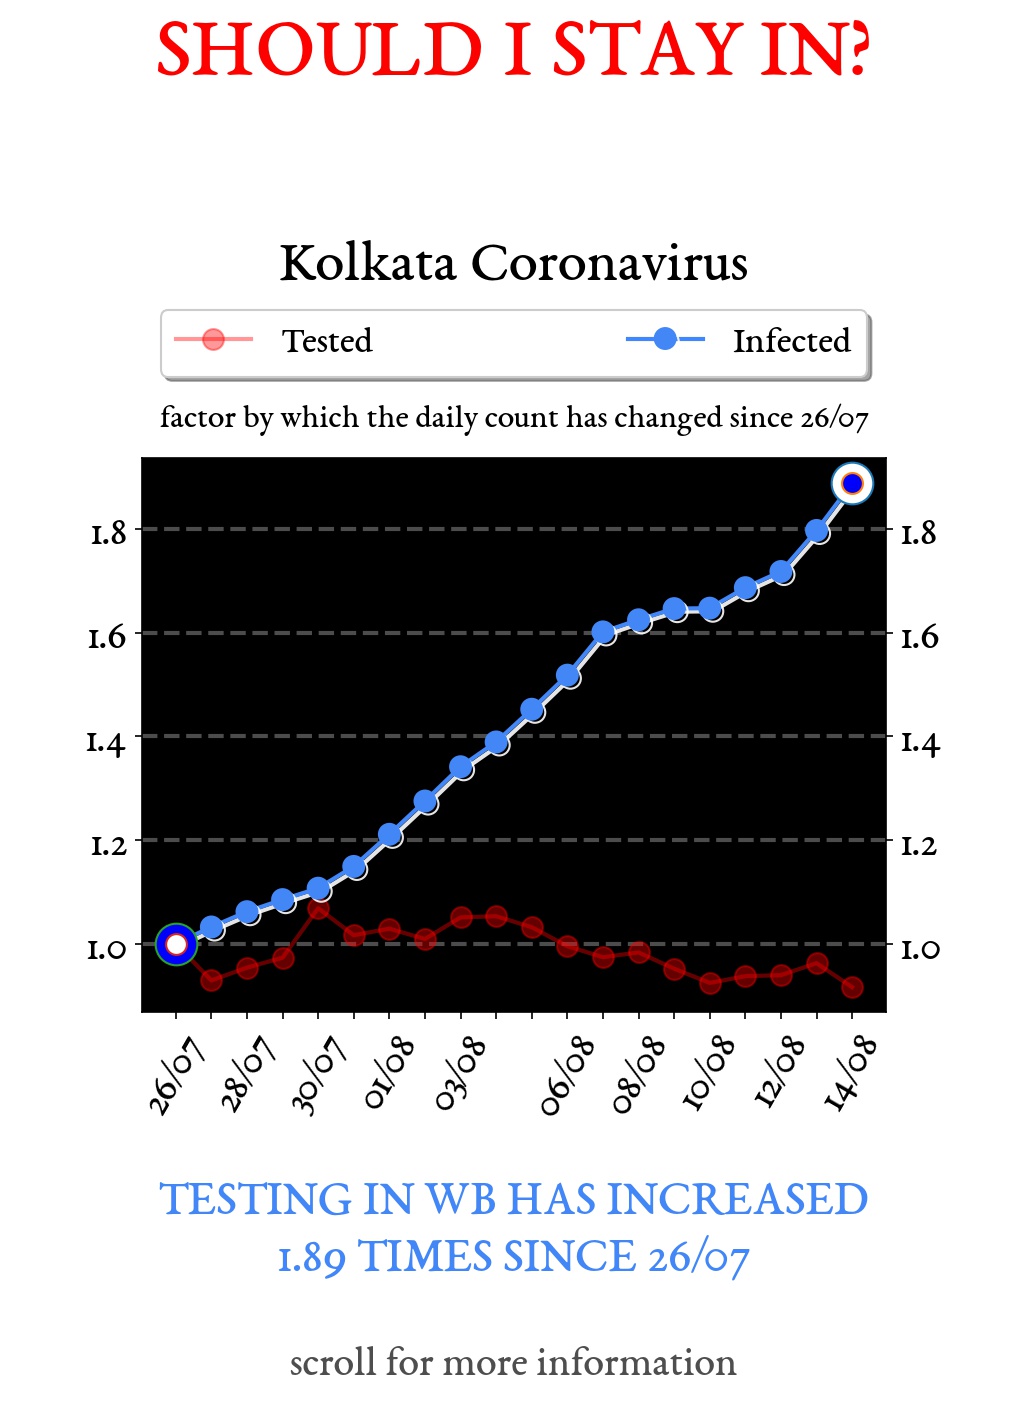 SHOULD I STAY IN?
Kolkata Coronavirus
Tested Infected
factor by which the daily count has changed since 26/07
1.8 1.8
1.6 1.6
1.4 1.4
1.2 1.2
1.0 1.0
26/07 28/07 30/07 01/08 03/08 06/08 08/08 10/08 12/08 14/08
TESTING IN WB HAS INCREASED
1.89 TIMES SINCE 26/07
scroll for more information